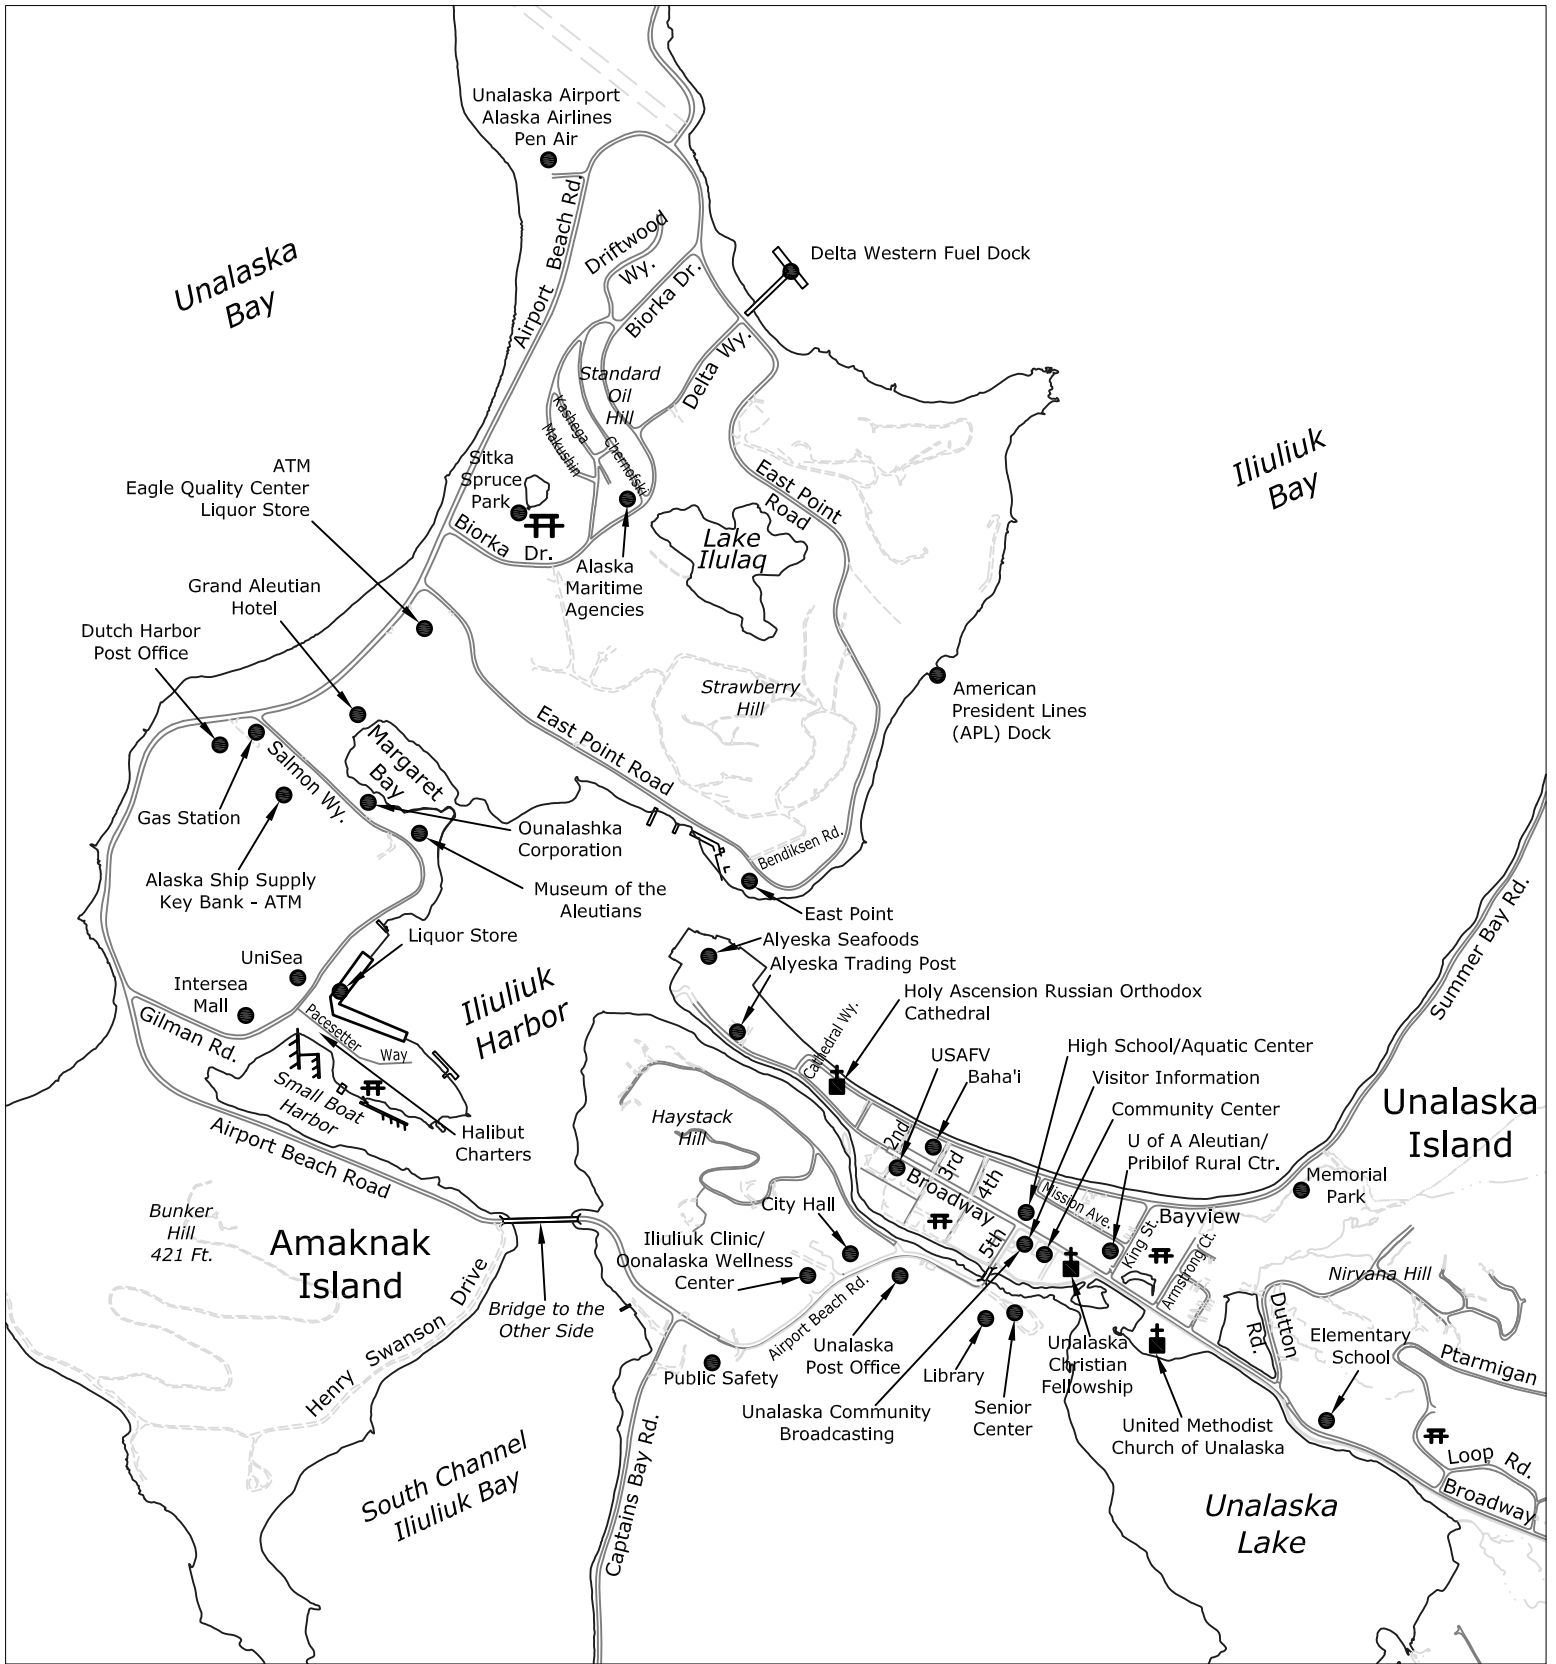 Unalaska Airport
Alaska Airlines
Pen Air
Airport Beach Rd.
Driftwood
Wy.
Biorka Dr.
Delta Western Fuel Dock
Unalaska
Bay
Delta Wy.
Standard
Oil
Hill
Kashega
Makushin
Chernofski
Sitka
Spruce
Park
Biorka Dr.
ATM
Eagle Quality Center
Liquor Store
East Point
Road
Iliuliuk
Bay
Lake
Ilulaq
Alaska
Maritime
Agencies
Grand Aleutian
Hotel
Dutch Harbor
Post Office
Strawberry
Hill
American
President Lines
(APL) Dock
East Point Road
Margaret
Bay
Salmon Wy.
Gas Station
Ounalashka
Corporation
Bendiksen Rd.
Alaska Ship Supply
Key Bank - ATM
Museum of the
Aleutians
East Point
Liquor Store
Alyeska Seafoods
Alyeska Trading Post
UniSea
Intersea
Mall
Iliuliuk
Harbor
Holy Ascension Russian Orthodox
Cathedral
Summer Bay Rd.
Gilman Rd.
Pacesetter
Way
Cathedral Wy.
USAFV
Baha'i
High School/Aquatic Center
Visitor Information
Community Center
U of A Aleutian/
Pribilof Rural Ctr.
Small Boat
Harbor
Haystack
Hill
Unalaska
Island
Halibut
Charters
Airport Beach Road
2nd
3rd
4th
5th
Broadway
Mission Ave.
Memorial
Park
Bayview
King St.
Armstrong Ct.
Bunker
Hill
421 Ft.
Amaknak
Island
City Hall
Iliuliuk Clinic/
Oonalaska Wellness
Center
Nirvana Hill
Henry Swanson Drive
Bridge to the
Other Side
Airport Beach Rd.
Dutton
Rd.
Unalaska
Post Office
Library
Unalaska
Christian
Fellowship
Elementary
School
Ptarmigan
Public Safety
Unalaska Community
Broadcasting
Senior
Center
United Methodist
Church of Unalaska
Loop Rd.
Broadway
South Channel
Iliuliuk Bay
Captains Bay Rd.
Unalaska
Lake